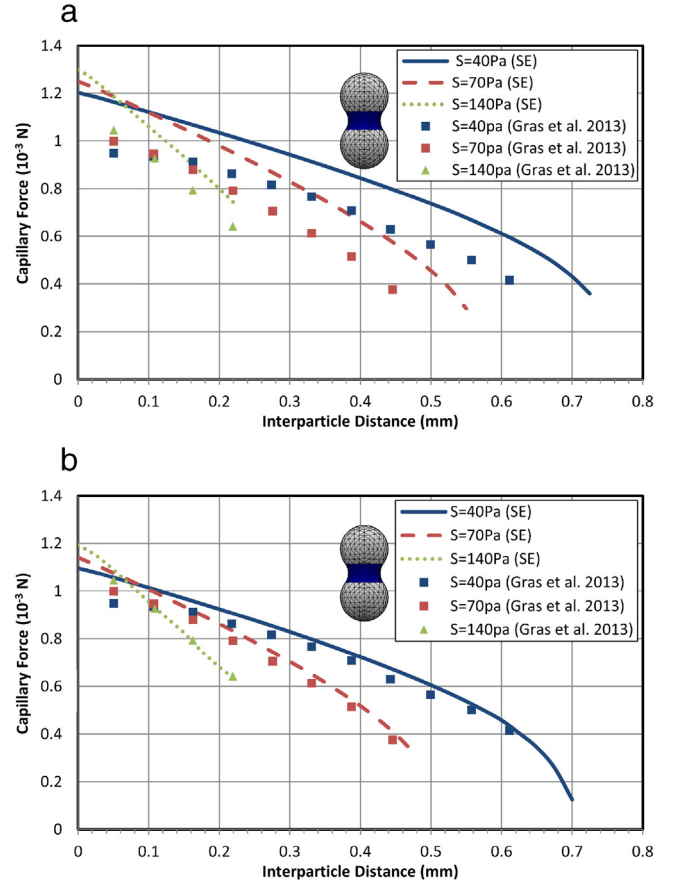 a
1.4
1.2
1
0.8
0.6
0.4
0.2
0
Capillary Force (10⁻³ N)
S=40Pa (SE)
S=70Pa (SE)
S=140Pa (SE)
S=40pa (Gras et al. 2013)
S=70pa (Gras et al. 2013)
S=140pa (Gras et al. 2013)
0 0.1 0.2 0.3 0.4 0.5 0.6 0.7 0.8
Interparticle Distance (mm)
b
1.4
1.2
1
0.8
0.6
0.4
0.2
0
Capillary Force (10⁻³ N)
S=40Pa (SE)
S=70Pa (SE)
S=140Pa (SE)
S=40pa (Gras et al. 2013)
S=70pa (Gras et al. 2013)
S=140pa (Gras et al. 2013)
0 0.1 0.2 0.3 0.4 0.5 0.6 0.7 0.8
Interparticle Distance (mm)